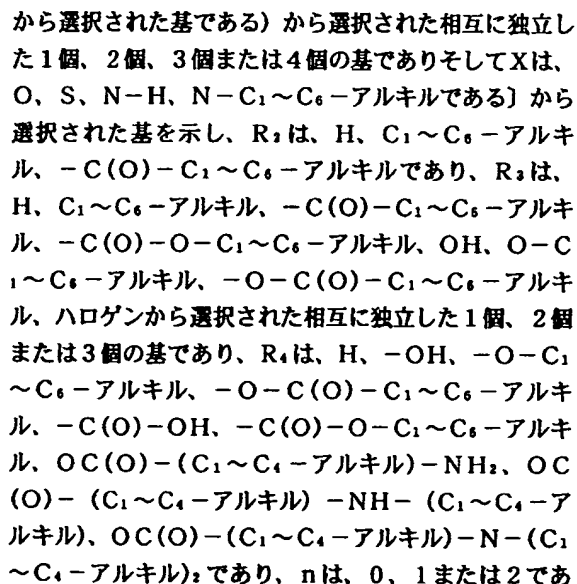 から選択された基である)から選択された相互に独立し
た1個、2個、3個または4個の基でありそしてXは、
O、S、N－H、N－C₁～C₆－アルキルである〕から
選択された基を示し、R₂は、H、C₁～C₆－アルキ
ル、－C(O)－C₁～C₆－アルキルであり、R₃は、
H、C₁～C₆－アルキル、－C(O)－C₁～C₆－アルキ
ル、－C(O)－O－C₁～C₆－アルキル、OH、O－C
₁～C₆－アルキル、－O－C(O)－C₁～C₆－アルキ
ル、ハロゲンから選択された相互に独立した1個、2個
または3個の基であり、R₄は、H、－OH、－O－C₁
～C₆－アルキル、－O－C(O)－C₁～C₆－アルキ
ル、－C(O)－OH、－C(O)－O－C₁～C₆－アルキ
ル、OC(O)－(C₁～C₄－アルキル)－NH₂、OC
(O)－ (C₁～C₄－アルキル) －NH－ (C₁～C₄－ア
ルキル)、OC(O)－(C₁～C₄－アルキル)－N－(C₁
～C₄－アルキル)₂であり、nは、0、1または2であ